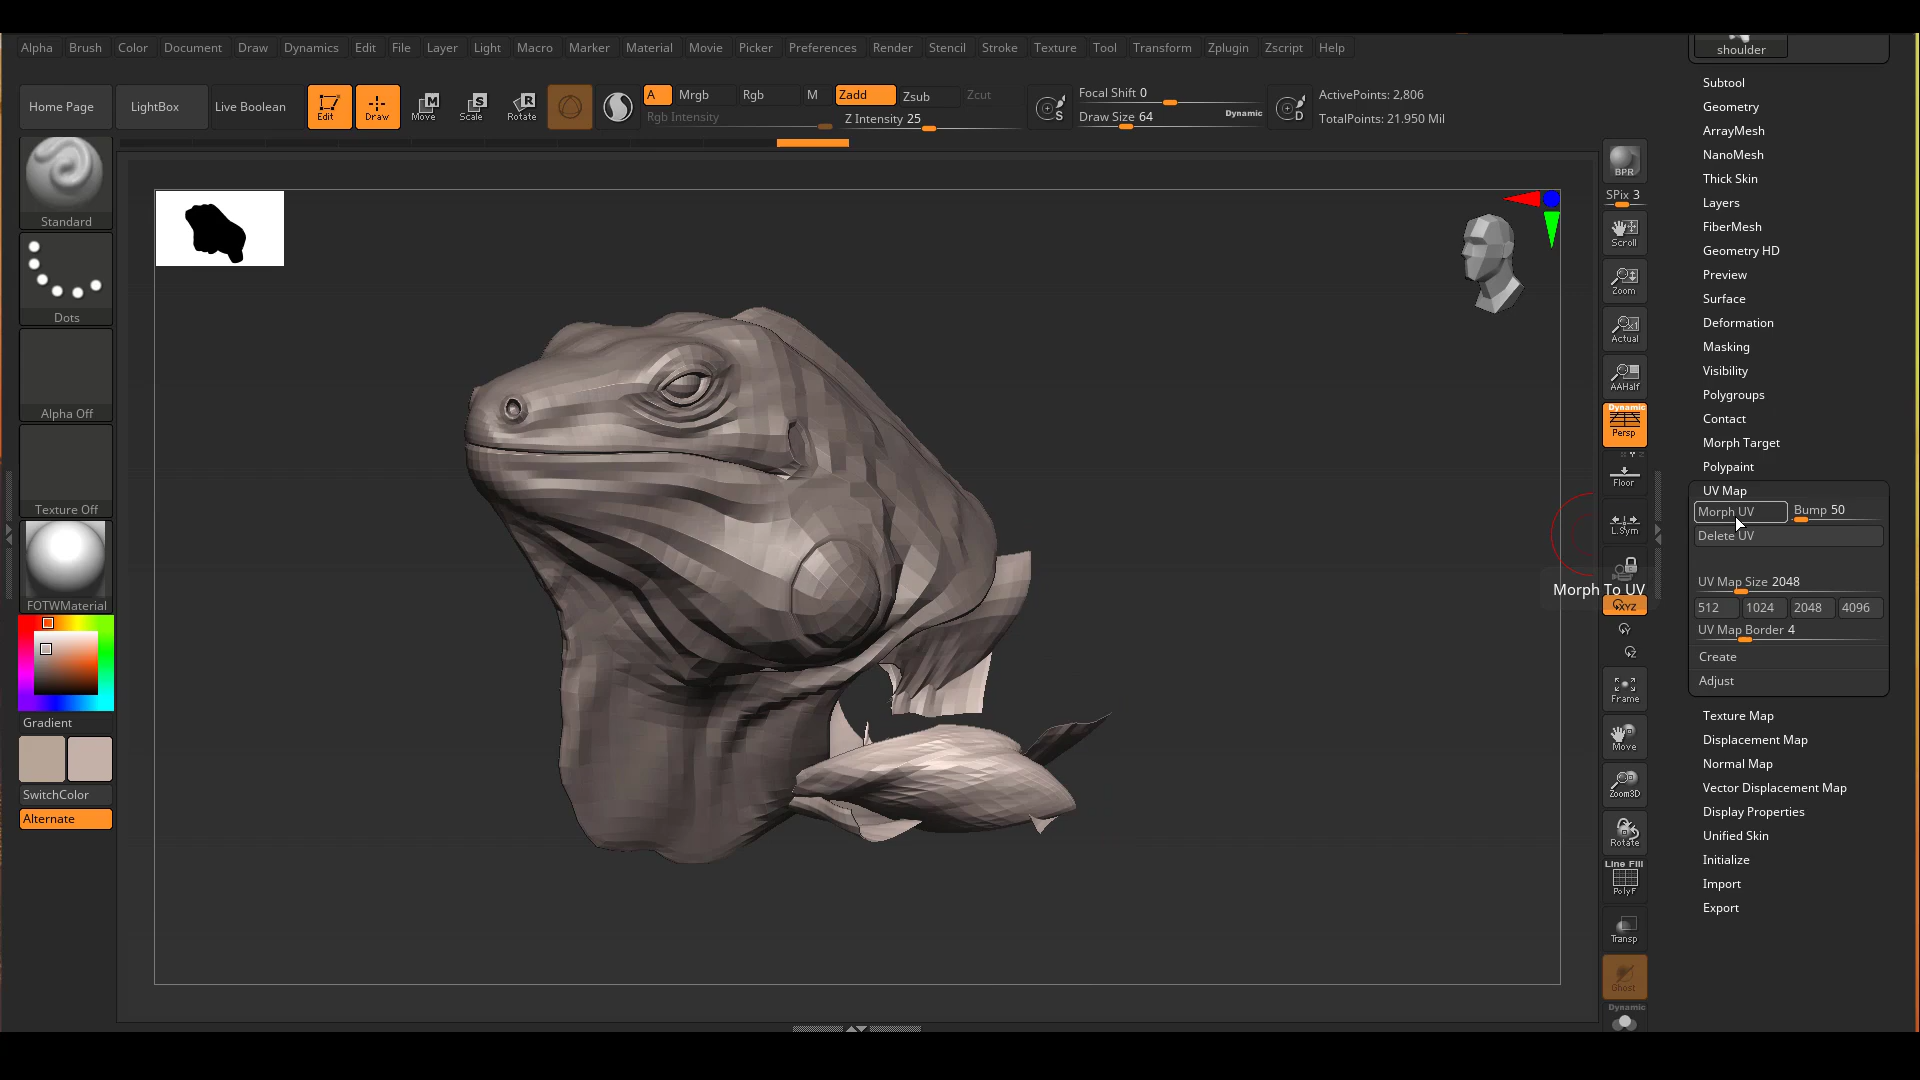 Alpha Brush Color Document Draw Dynamics Edit File Layer Light Macro Marker Material Movie Picker Preferences Render Stencil Stroke Texture Tool Transform Zplugin Zscript Help
shoulder
Home Page LightBox Live Boolean Edit Draw Move Scale Rotate
A Mrgb Rgb M Zadd Zsub Zcut
Rgb Intensity Z Intensity 25
Focal Shift 0
Draw Size 64 Dynamic
ActivePoints: 2,806
TotalPoints: 21.950 Mil
Standard
Dots
Alpha Off
Texture Off
FOTWMaterial
Gradient
SwitchColor
Alternate
BPR
SPix 3
Scroll
Zoom
Actual
AAHalf
Dynamic
Persp
Floor
L.Sym
Morph To UV
XYZ
Y
Z
Frame
Move
Zoom3D
Rotate
Line Fill
PolyF
Transp
Ghost
Dynamic
Subtool
Geometry
ArrayMesh
NanoMesh
Thick Skin
Layers
FiberMesh
Geometry HD
Preview
Surface
Deformation
Masking
Visibility
Polygroups
Contact
Morph Target
Polypaint
UV Map
Morph UV Bump 50
Delete UV
UV Map Size 2048
512 1024 2048 4096
UV Map Border 4
Create
Adjust
Texture Map
Displacement Map
Normal Map
Vector Displacement Map
Display Properties
Unified Skin
Initialize
Import
Export